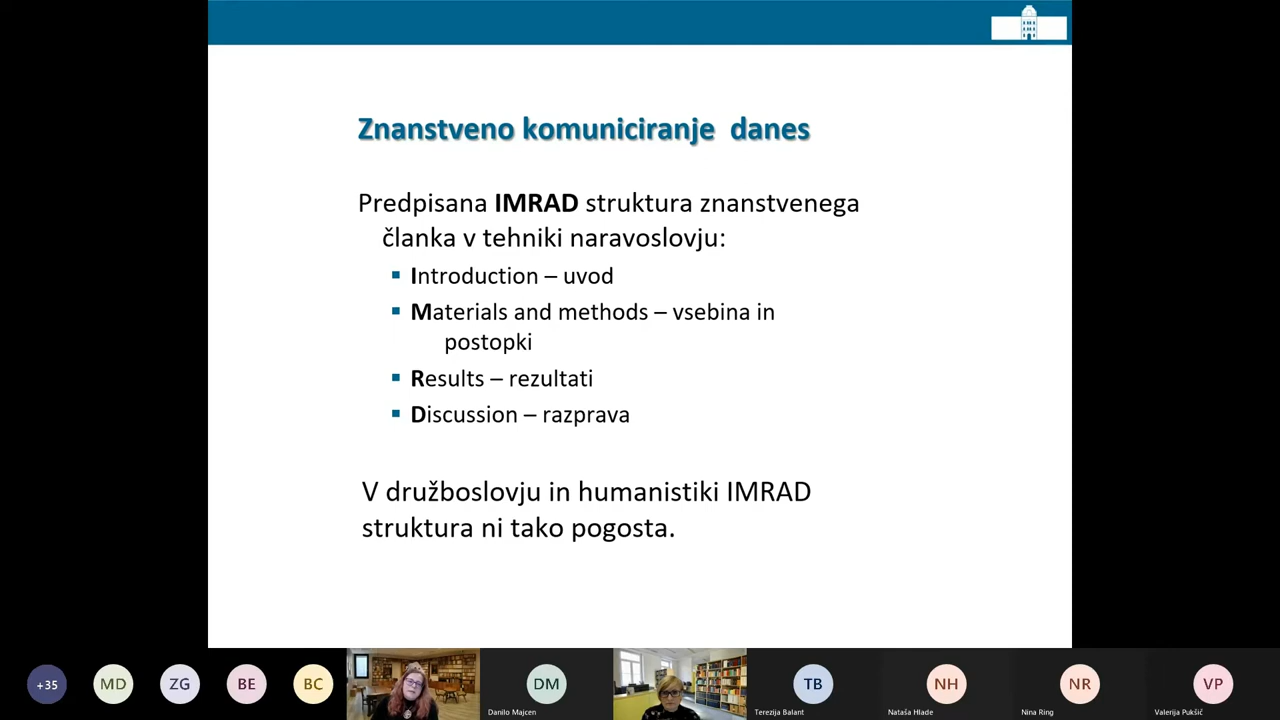 Znanstveno komuniciranje danes
Predpisana IMRAD struktura znanstvenega
članka v tehniki naravoslovju:
Introduction – uvod
Materials and methods – vsebina in
postopki
Results – rezultati
Discussion – razprava
V družboslovju in humanistiki IMRAD
struktura ni tako pogosta.
+35
MD
ZG
BE
BC
DM
Danilo Majcen
TB
Terezija Balant
NH
Nataša Hlade
NR
Nina Ring
VP
Valerija Pukšič